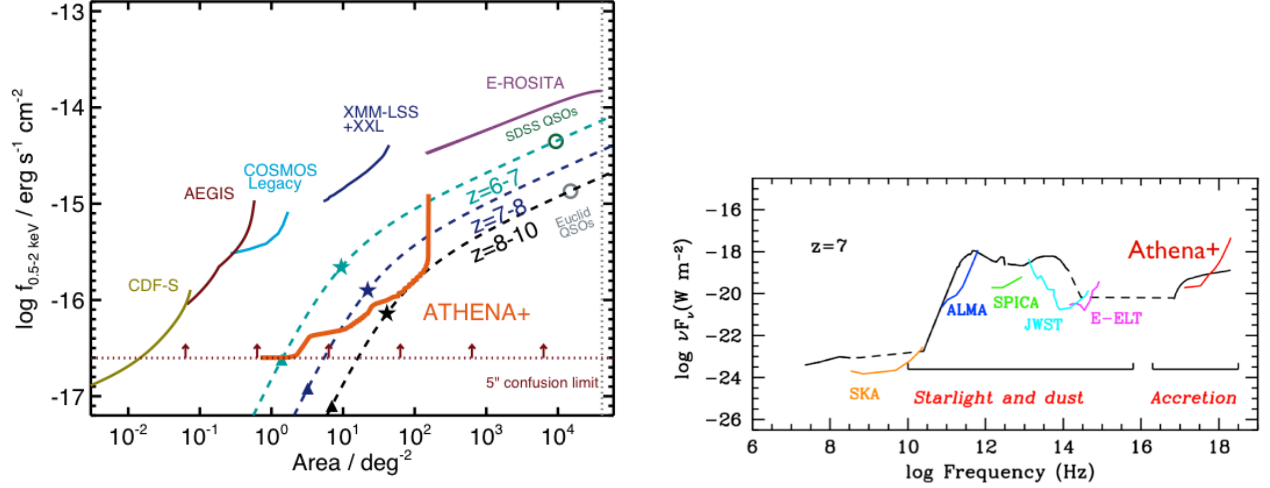 -13
-14
-15
-16
-17
log f0.5-2 keV / erg s-1 cm-2
E-ROSITA
XMM-LSS
+XXL
SDSS QSOs
COSMOS
Legacy
AEGIS
z=6-7
z=7-8
z=8-10
Euclid
QSOs
CDF-S
ATHENA+
5" confusion limit
10-2 10-1 100 101 102 103 104
Area / deg-2
-16
-18
-20
-22
-24
-26
log νFν(W m-2)
z=7
Athena+
ALMA
SPICA
JWST
E-ELT
SKA
Starlight and dust
Accretion
6 8 10 12 14 16 18
log Frequency (Hz)